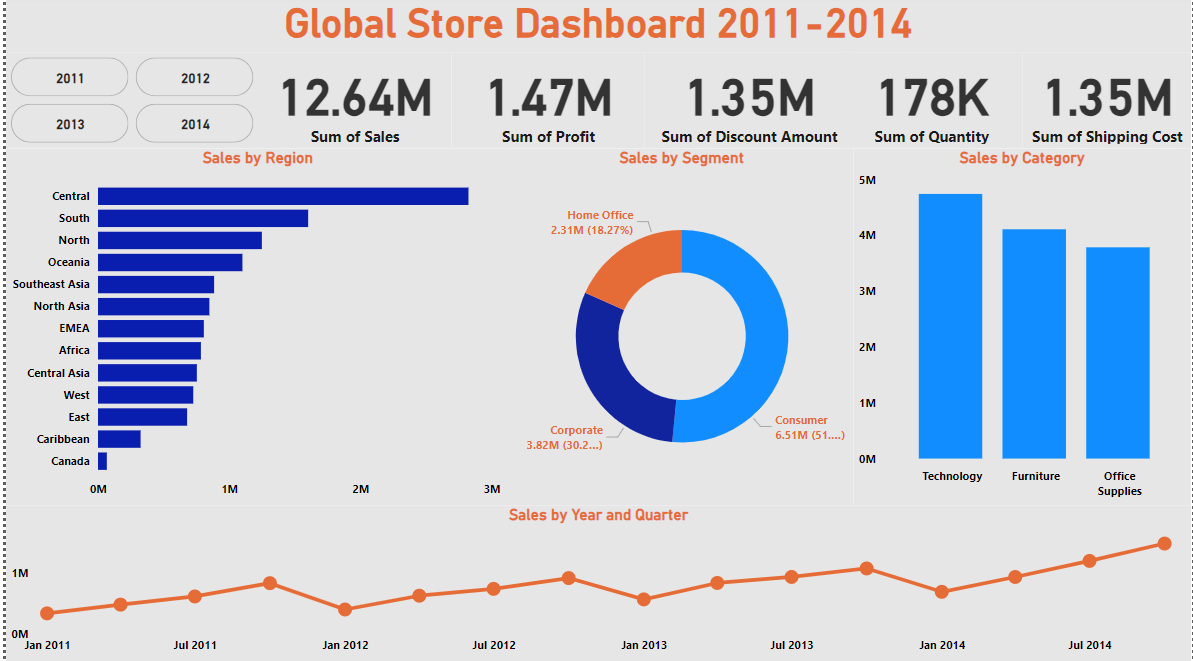 Global Store Dashboard 2011-2014
2011
2012
2013
2014
12.64M
Sum of Sales
1.47M
Sum of Profit
1.35M
Sum of Discount Amount
178K
Sum of Quantity
1.35M
Sum of Shipping Cost
Sales by Region
Central
South
North
Oceania
Southeast Asia
North Asia
EMEA
Africa
Central Asia
West
East
Caribbean
Canada
0M
1M
2M
3M
Sales by Segment
Home Office
2.31M (18.27%)
Corporate
3.82M (30.2...)
Consumer
6.51M (51....)
Sales by Category
5M
4M
3M
2M
1M
0M
Technology
Furniture
Office
Supplies
Sales by Year and Quarter
1M
0M
Jan 2011
Jul 2011
Jan 2012
Jul 2012
Jan 2013
Jul 2013
Jan 2014
Jul 2014